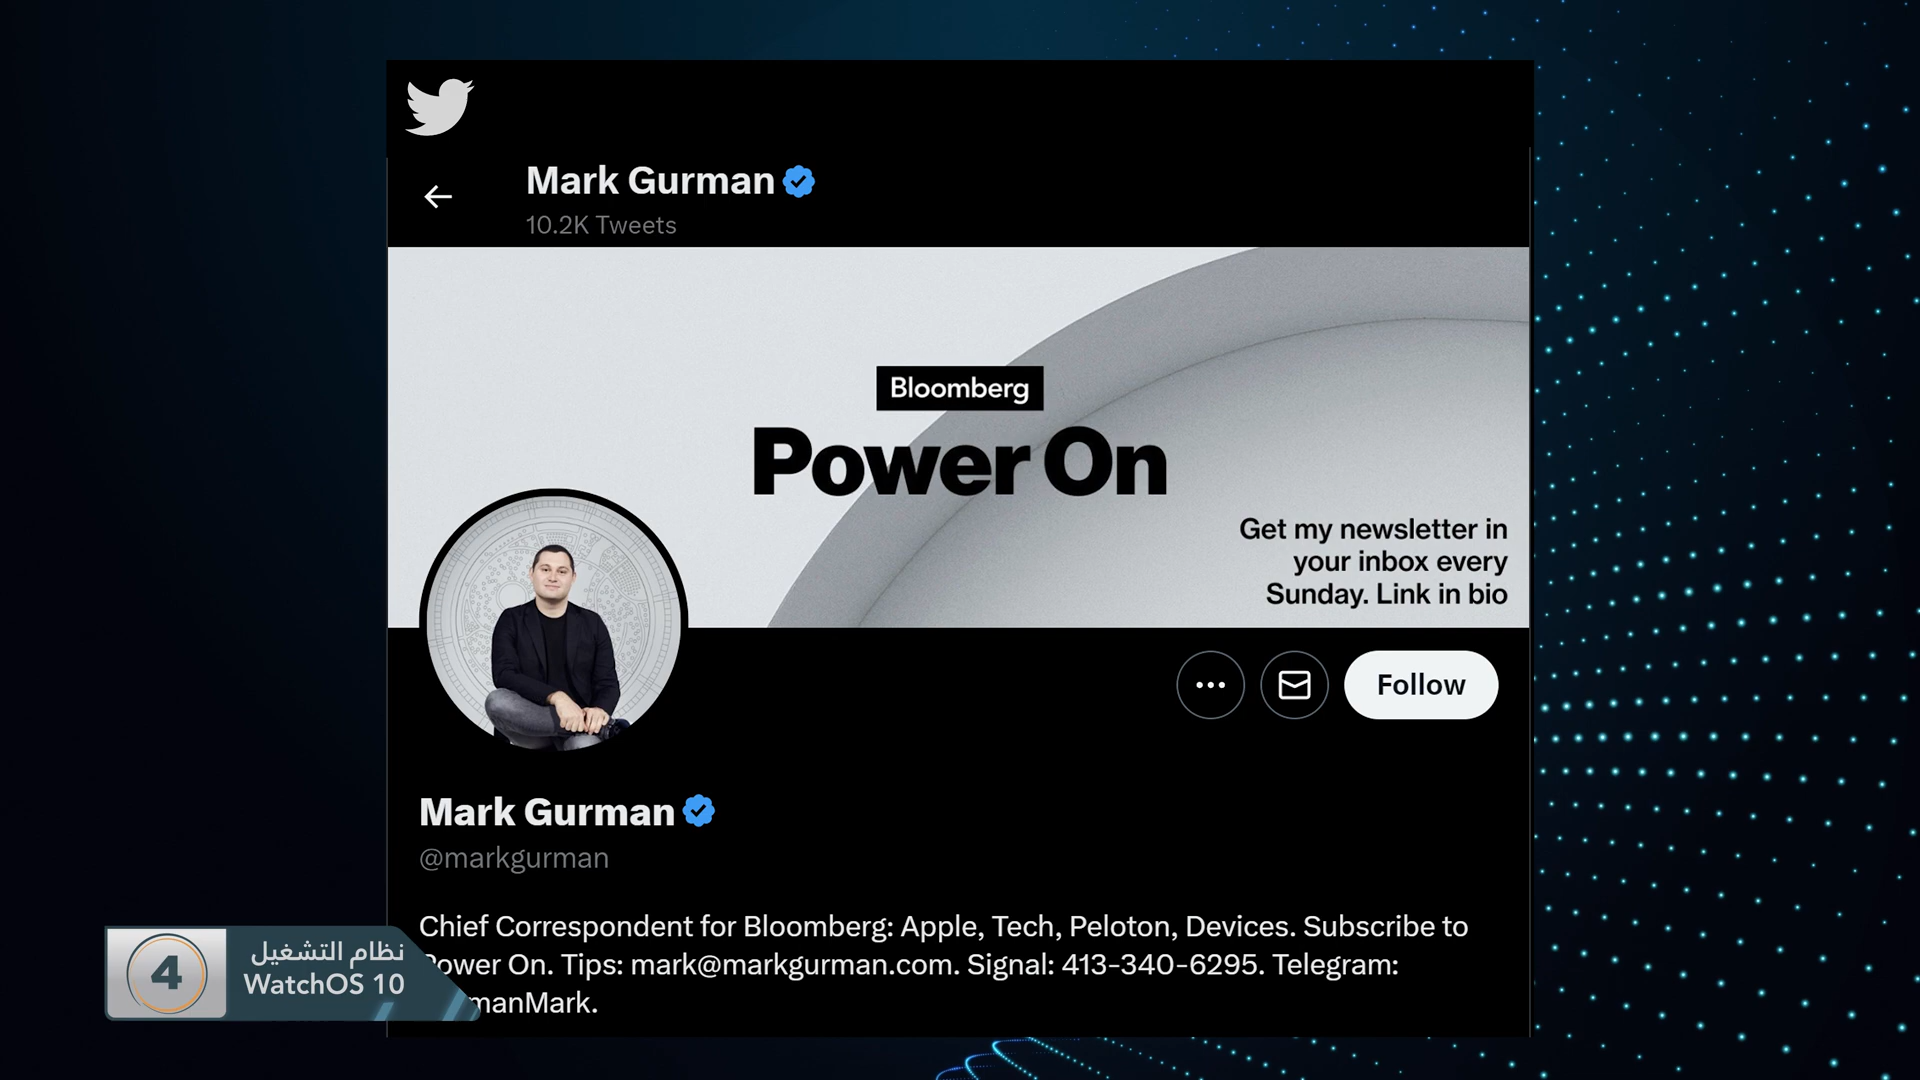 Mark Gurman
10.2K Tweets
Bloomberg
Power On
Get my newsletter in
your inbox every
Sunday. Link in bio
Follow
Mark Gurman
@markgurman
Chief Correspondent for Bloomberg: Apple, Tech, Peloton, Devices. Subscribe to
Power On. Tips: mark@markgurman.com. Signal: 413-340-6295. Telegram:
manMark.
4
نظام التشغيل
WatchOS 10